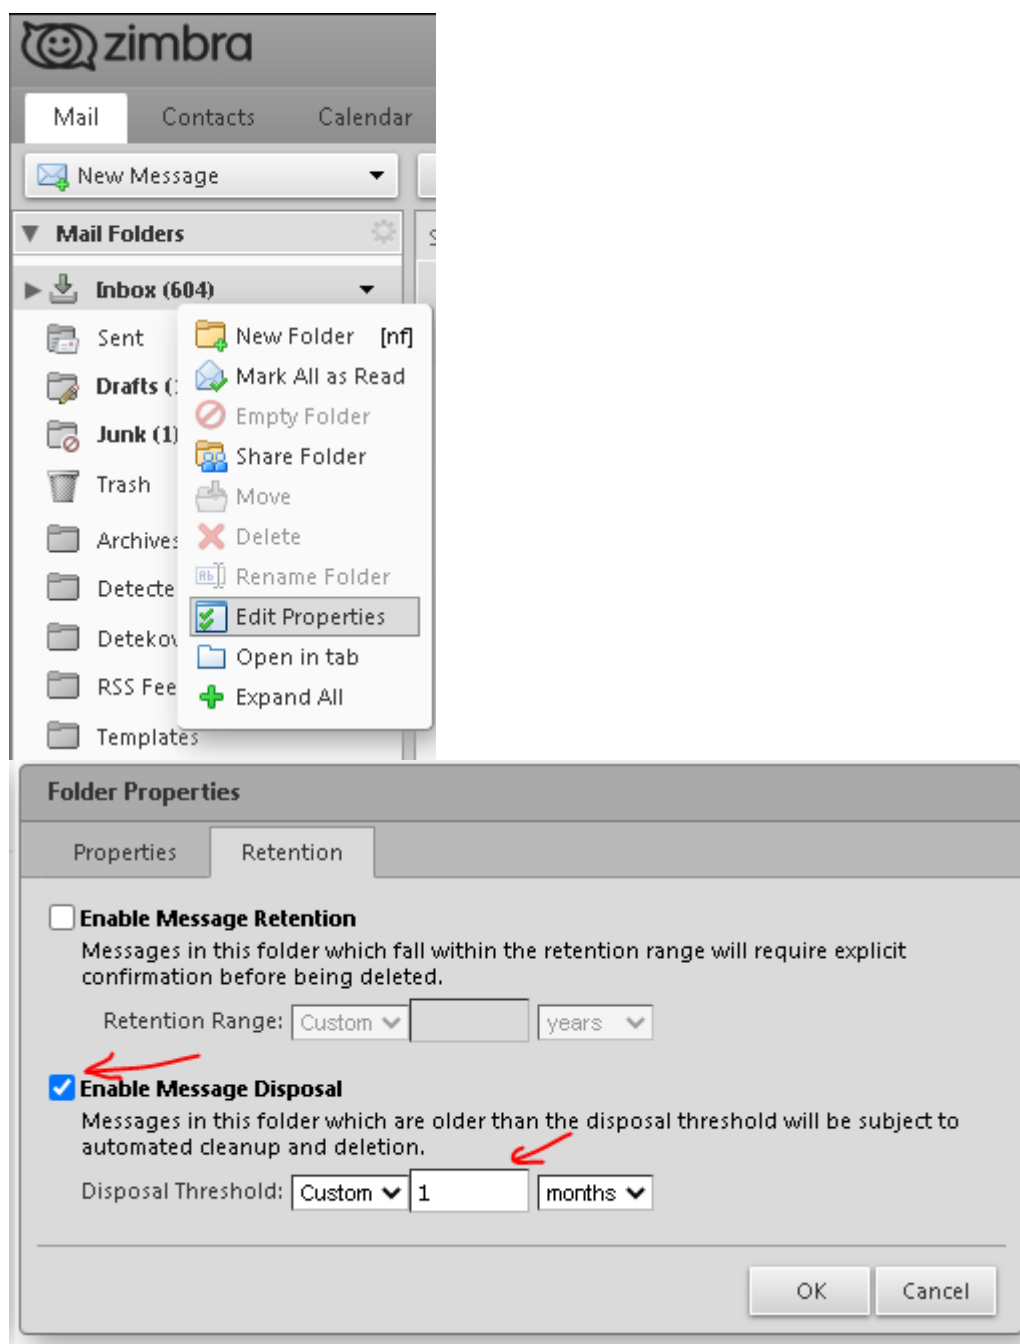 zimbra
Mail Contacts Calendar
New Message
Mail Folders
Inbox (604)
New Folder [nf]
Sent
Mark All as Read
Drafts (
Empty Folder
Junk (1)
Share Folder
Trash
Move
Archives
Delete
Detecte
Rename Folder
Edit Properties
Detekov
Open in tab
RSS Fee
Expand All
Templates
Folder Properties
Properties Retention
Enable Message Retention
Messages in this folder which fall within the retention range will require explicit
confirmation before being deleted.
Retention Range: Custom years
Enable Message Disposal
Messages in this folder which are older than the disposal threshold will be subject to
automated cleanup and deletion.
Disposal Threshold: Custom 1 months
OK Cancel